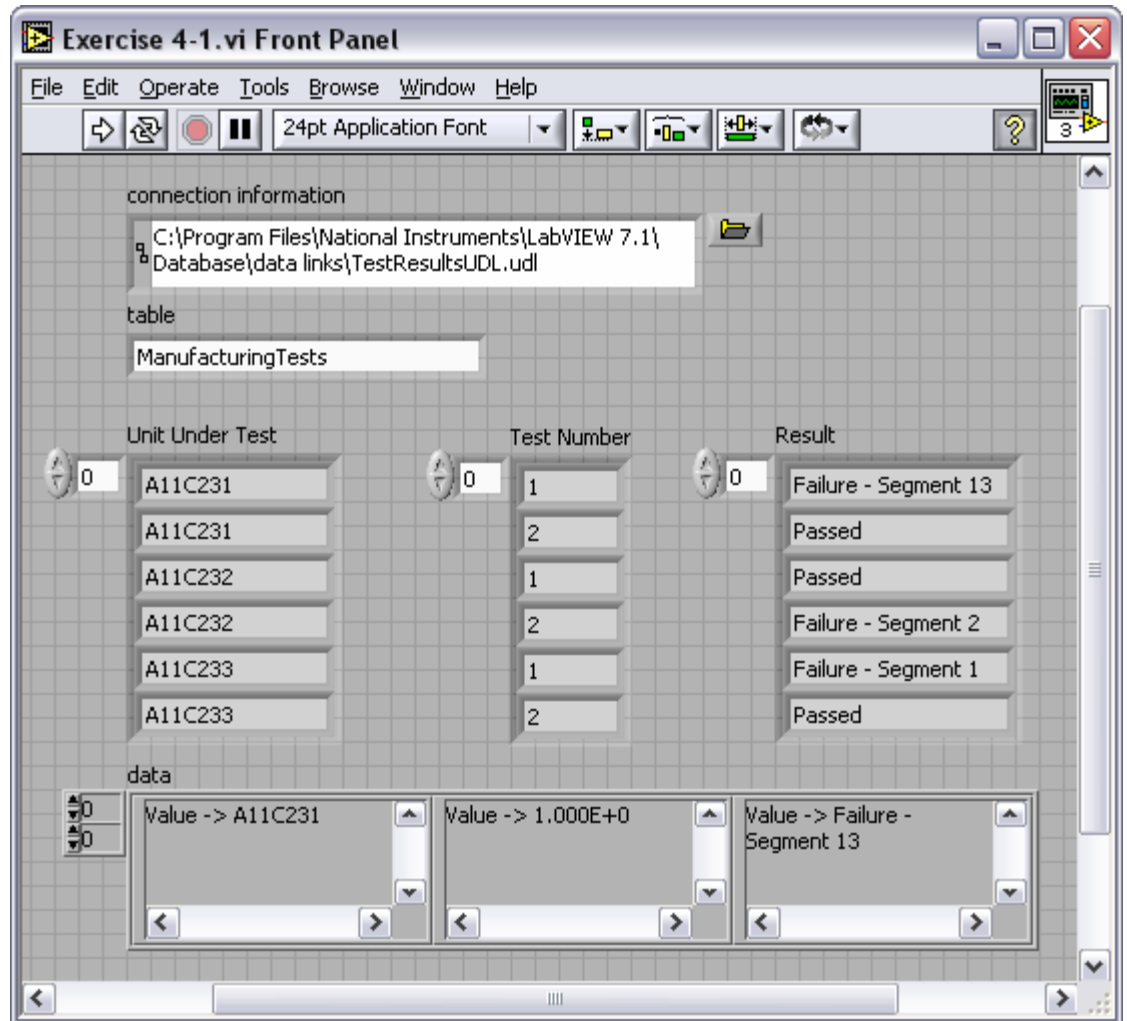 Exercise 4-1.vi Front Panel
File Edit Operate Tools Browse Window Help
24pt Application Font
3
connection information
C:\Program Files\National Instruments\LabVIEW 7.1\
Database\data links\TestResultsUDL.udl
table
ManufacturingTests
Unit Under Test Test Number Result
0 A11C231 0 1 0 Failure - Segment 13
A11C231 2 Passed
A11C232 1 Passed
A11C232 2 Failure - Segment 2
A11C233 1 Failure - Segment 1
A11C233 2 Passed
data
0 Value -> A11C231 Value -> 1.000E+0 Value -> Failure -
0 Segment 13